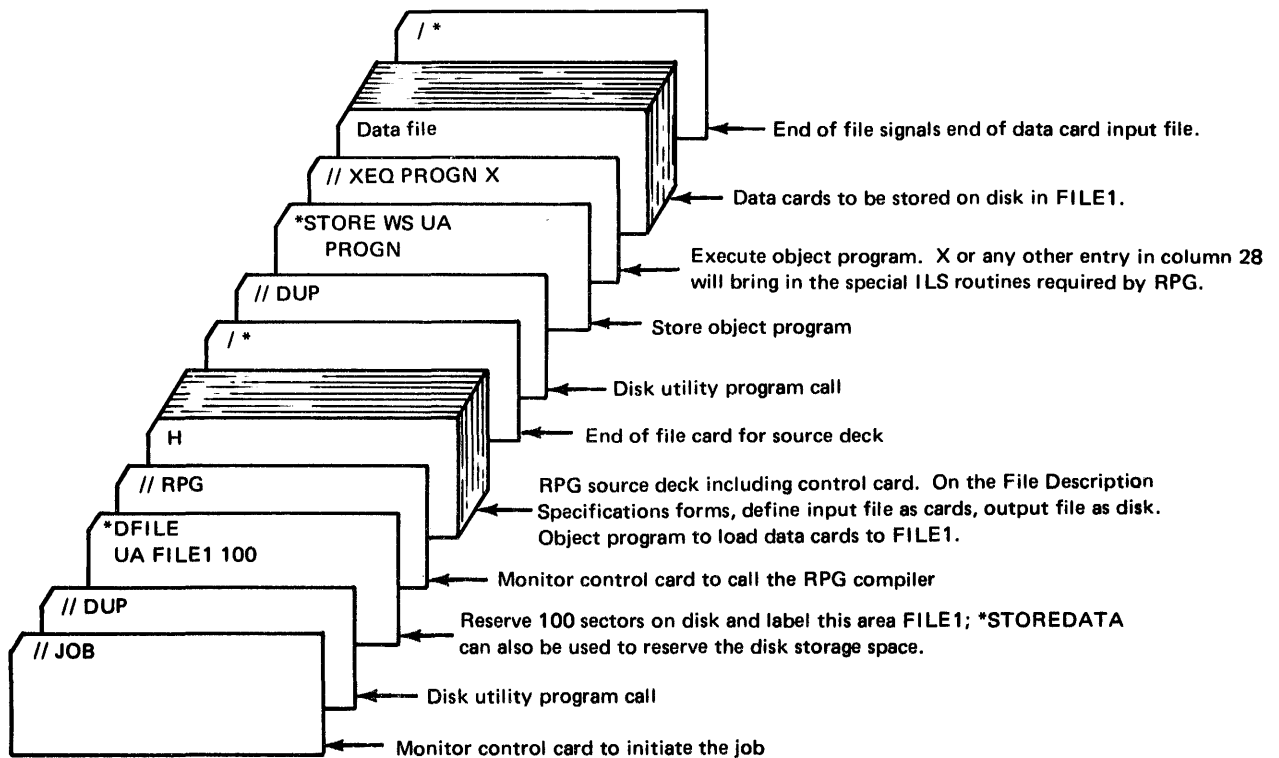 / *
Data file
End of file signals end of data card input file.
// XEQ PROGN X
Data cards to be stored on disk in FILE1.
*STORE WS UA
PROGN
Execute object program. X or any other entry in column 28
will bring in the special ILS routines required by RPG.
// DUP
Store object program
/ *
Disk utility program call
H
End of file card for source deck
// RPG
RPG source deck including control card. On the File Description
Specifications forms, define input file as cards, output file as disk.
Object program to load data cards to FILE1.
*DFILE
UA FILE1 100
Monitor control card to call the RPG compiler
// DUP
Reserve 100 sectors on disk and label this area FILE1; *STOREDATA
can also be used to reserve the disk storage space.
// JOB
Disk utility program call
Monitor control card to initiate the job